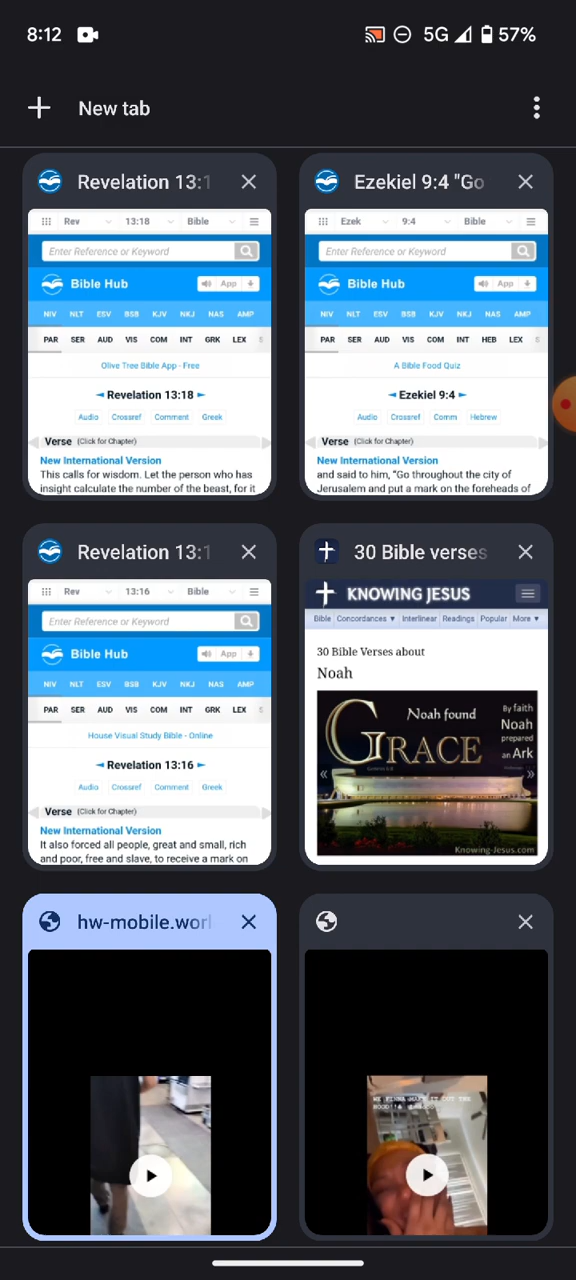 8:12 5G 57%
New tab
Revelation 13:1
Rev 13:18 Bible
Enter Reference or Keyword
Bible Hub App
NIV NLT ESV BSB KJV NKJ NAS AMP
PAR SER AUD VIS COM INT GRK LEX
Olive Tree Bible App - Free
Revelation 13:18
Audio Crossref Comment Greek
Verse (Click for Chapter)
New International Version
This calls for wisdom. Let the person who has
insight calculate the number of the beast, for it
Ezekiel 9:4 "Go
Ezek 9:4 Bible
Enter Reference or Keyword
Bible Hub App
NIV NLT ESV BSB KJV NKJ NAS AMP
PAR SER AUD VIS COM INT HEB LEX
A Bible Food Quiz
Ezekiel 9:4
Audio Crossref Comm Hebrew
Verse (Click for Chapter)
New International Version
and said to him, “Go throughout the city of
Jerusalem and put a mark on the foreheads of
Revelation 13:1
Rev 13:16 Bible
Enter Reference or Keyword
Bible Hub App
NIV NLT ESV BSB KJV NKJ NAS AMP
PAR SER AUD VIS COM INT GRK LEX
House Visual Study Bible - Online
Revelation 13:16
Audio Crossref Comment Greek
Verse (Click for Chapter)
New International Version
It also forced all people, great and small, rich
and poor, free and slave, to receive a mark on
30 Bible verses
KNOWING JESUS
Bible Concordances ▼ Interlinear Readings Popular More ▼
30 Bible Verses about
Noah
Noah found
GRACE
By faith
Noah
prepared
an Ark
Knowing-Jesus.com
hw-mobile.worl